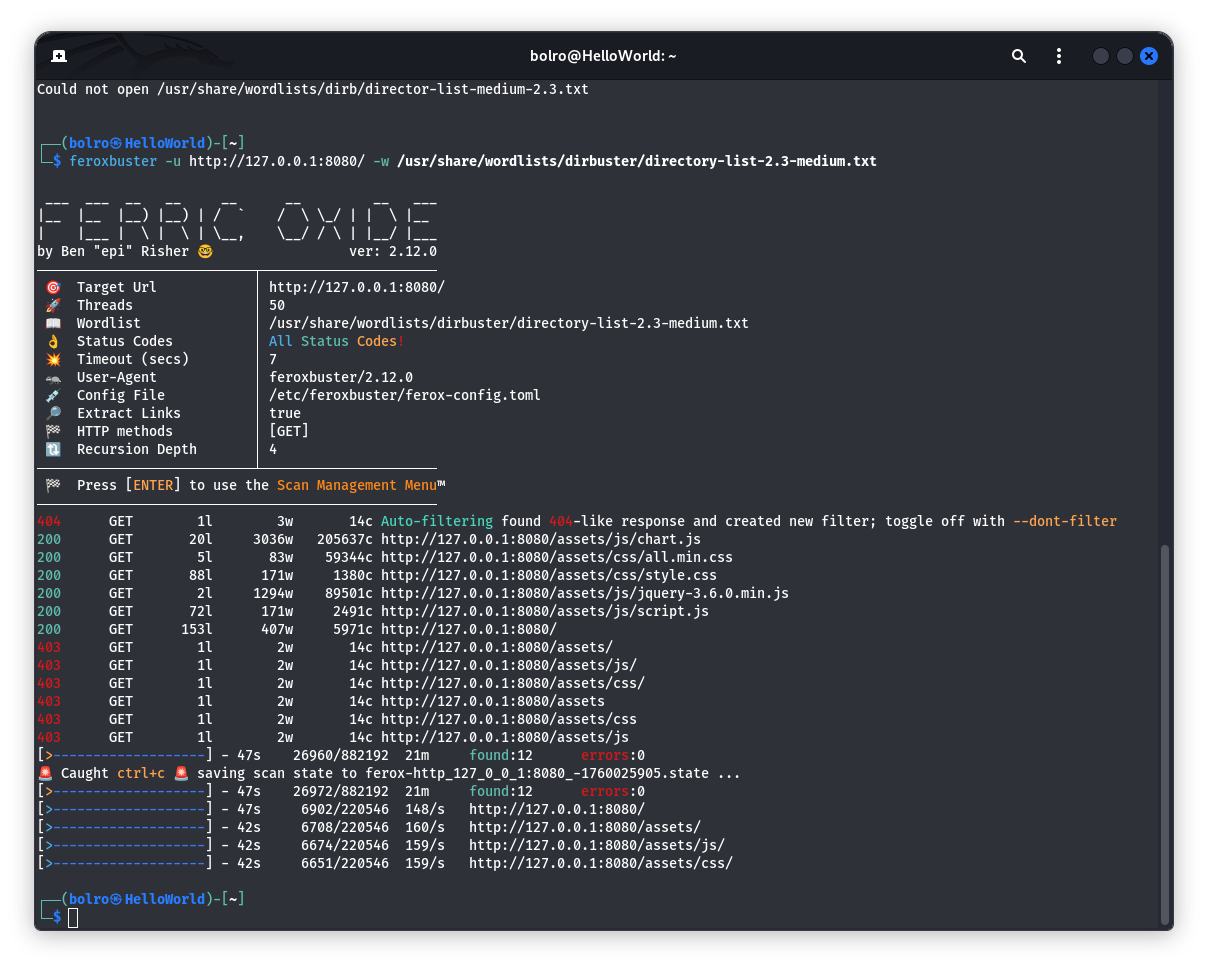 bolro@HelloWorld: ~
Could not open /usr/share/wordlists/dirb/director-list-medium-2.3.txt
┌──(bolro㉿HelloWorld)-[~]
└─$ feroxbuster -u http://127.0.0.1:8080/ -w /usr/share/wordlists/dirbuster/directory-list-2.3-medium.txt
 ___  ___  __   __     __      __         __   ___
|__  |__  |__) |__) | /  `    /  \ \_/ | |  \ |__
|    |___ |  \ |  \ | \__,    \__/ / \ | |__/ |___
by Ben "epi" Risher 🤓                 ver: 2.12.0
🎯  Target Url            │ http://127.0.0.1:8080/
🚀  Threads               │ 50
📖  Wordlist              │ /usr/share/wordlists/dirbuster/directory-list-2.3-medium.txt
👌  Status Codes          │ All Status Codes!
💥  Timeout (secs)        │ 7
🦡  User-Agent            │ feroxbuster/2.12.0
💉  Config File           │ /etc/feroxbuster/ferox-config.toml
🔎  Extract Links         │ true
🏁  HTTP methods          │ [GET]
🔃  Recursion Depth       │ 4
🏁  Press [ENTER] to use the Scan Management Menu™
404      GET        1l        3w       14c Auto-filtering found 404-like response and created new filter; toggle off with --dont-filter
200      GET       20l     3036w   205637c http://127.0.0.1:8080/assets/js/chart.js
200      GET        5l       83w    59344c http://127.0.0.1:8080/assets/css/all.min.css
200      GET       88l      171w     1380c http://127.0.0.1:8080/assets/css/style.css
200      GET        2l     1294w    89501c http://127.0.0.1:8080/assets/js/jquery-3.6.0.min.js
200      GET       72l      171w     2491c http://127.0.0.1:8080/assets/js/script.js
200      GET      153l      407w     5971c http://127.0.0.1:8080/
403      GET        1l        2w       14c http://127.0.0.1:8080/assets/
403      GET        1l        2w       14c http://127.0.0.1:8080/assets/js/
403      GET        1l        2w       14c http://127.0.0.1:8080/assets/css/
403      GET        1l        2w       14c http://127.0.0.1:8080/assets
403      GET        1l        2w       14c http://127.0.0.1:8080/assets/css
403      GET        1l        2w       14c http://127.0.0.1:8080/assets/js
[>-------------------] - 47s    26960/882192  21m     found:12      errors:0
🚨 Caught ctrl+c 🚨 saving scan state to ferox-http_127_0_0_1:8080_-1760025905.state ...
[>-------------------] - 47s    26972/882192  21m     found:12      errors:0
[>-------------------] - 47s     6902/220546  148/s   http://127.0.0.1:8080/
[>-------------------] - 42s     6708/220546  160/s   http://127.0.0.1:8080/assets/
[>-------------------] - 42s     6674/220546  159/s   http://127.0.0.1:8080/assets/js/
[>-------------------] - 42s     6651/220546  159/s   http://127.0.0.1:8080/assets/css/
┌──(bolro㉿HelloWorld)-[~]
└─$